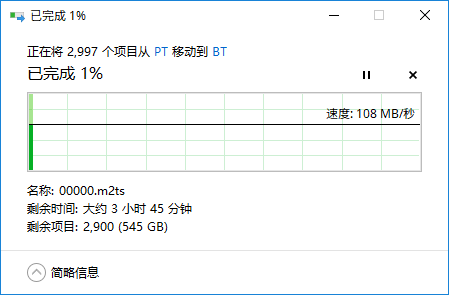 已完成 1%
正在将 2,997 个项目从 PT 移动到 BT
已完成 1%
速度: 108 MB/秒
名称: 00000.m2ts
剩余时间: 大约 3 小时 45 分钟
剩余项目: 2,900 (545 GB)
简略信息